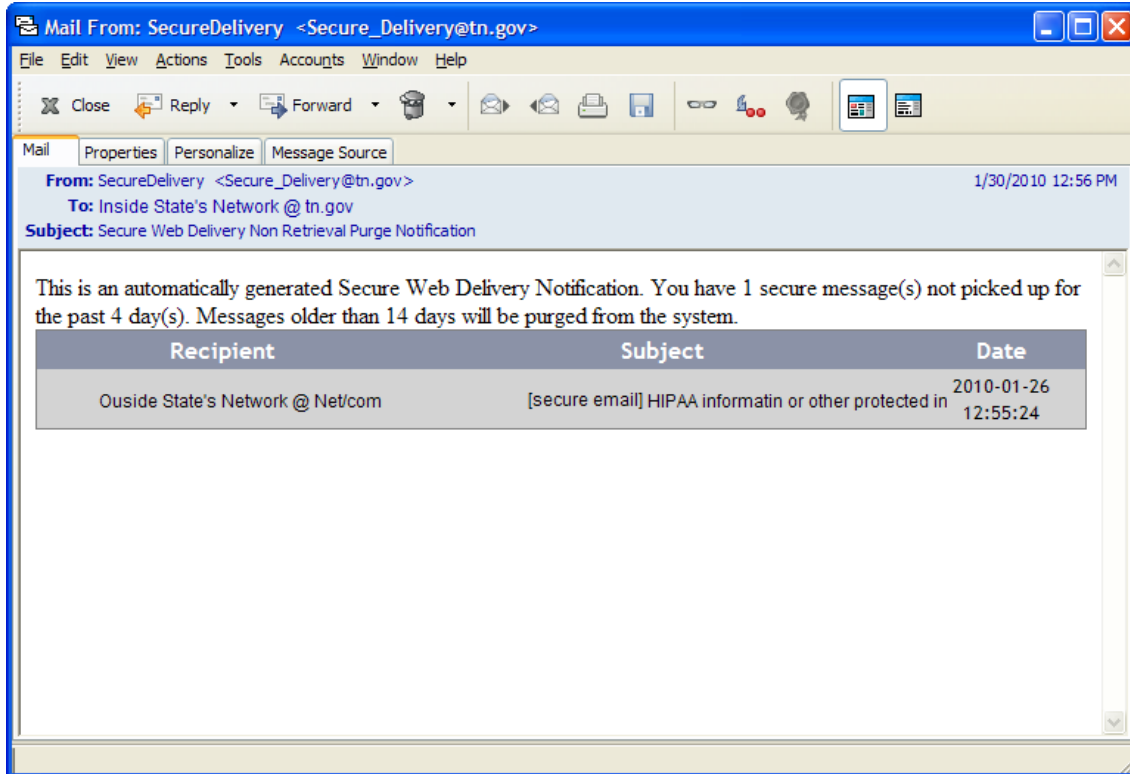 Mail From: SecureDelivery <Secure_Delivery@tn.gov>
File Edit View Actions Tools Accounts Window Help
Close Reply Forward
Mail Properties Personalize Message Source
From: SecureDelivery <Secure_Delivery@tn.gov> 1/30/2010 12:56 PM
To: Inside State's Network @ tn.gov
Subject: Secure Web Delivery Non Retrieval Purge Notification
This is an automatically generated Secure Web Delivery Notification. You have 1 secure message(s) not picked up for
the past 4 day(s). Messages older than 14 days will be purged from the system.
Recipient Subject Date
Ouside State's Network @ Net/com [secure email] HIPAA informatin or other protected in 2010-01-26
12:55:24